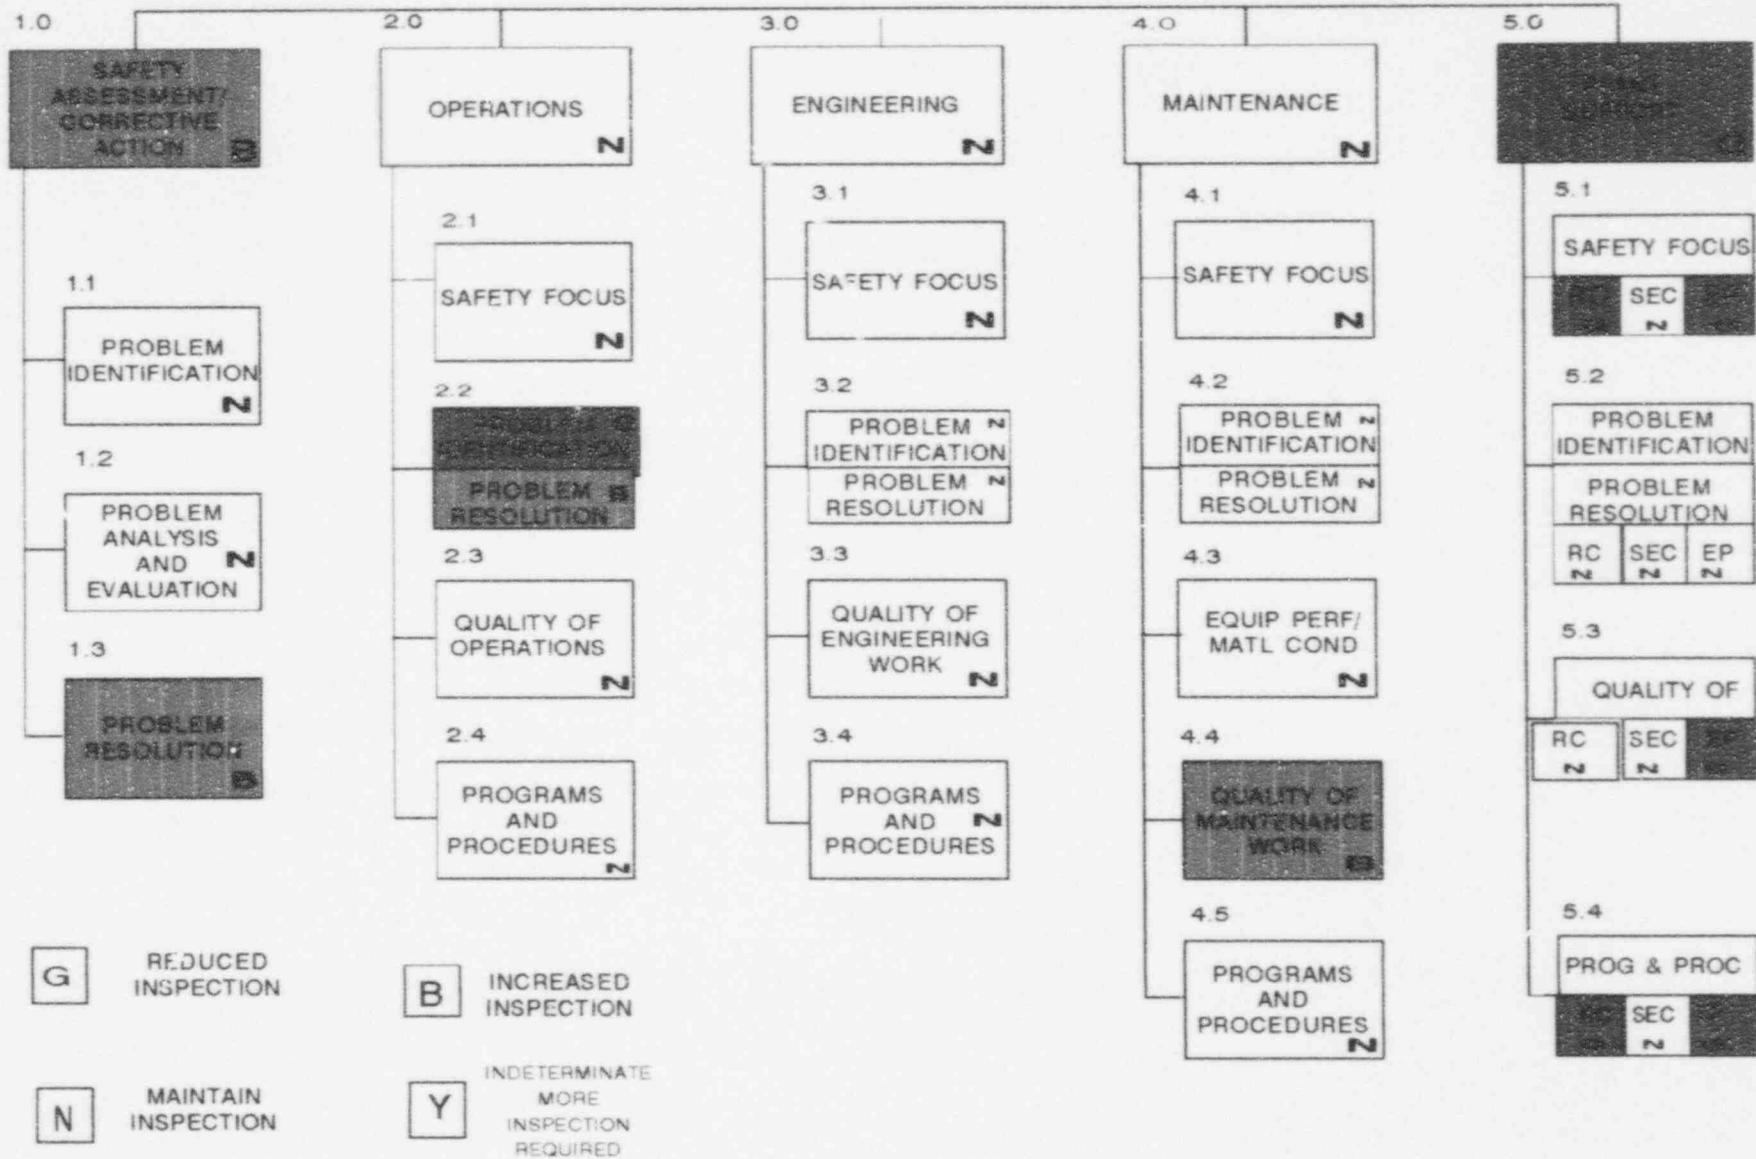 1.0
SAFETY
ASSESSMENT/
CORRECTIVE
ACTION
B
1.1
PROBLEM
IDENTIFICATION
N
1.2
PROBLEM
ANALYSIS
AND N
EVALUATION
1.3
PROBLEM
RESOLUTION
B
2.0
OPERATIONS
N
2.1
SAFETY FOCUS
N
2.2
PROBLEM G
IDENTIFICATION
PROBLEM B
RESOLUTION
2.3
QUALITY OF
OPERATIONS
N
2.4
PROGRAMS
AND
PROCEDURES
N
3.0
ENGINEERING
N
3.1
SAFETY FOCUS
N
3.2
PROBLEM N
IDENTIFICATION
PROBLEM N
RESOLUTION
3.3
QUALITY OF
ENGINEERING
WORK
N
3.4
PROGRAMS
AND N
PROCEDURES
4.0
MAINTENANCE
N
4.1
SAFETY FOCUS
N
4.2
PROBLEM N
IDENTIFICATION
PROBLEM N
RESOLUTION
4.3
EQUIP PERF/
MATL COND
N
4.4
QUALITY OF
MAINTENANCE
WORK
B
4.5
PROGRAMS
AND
PROCEDURES
N
5.0
PLANT
SUPPORT
G
5.1
SAFETY FOCUS
SEC
N
5.2
PROBLEM
IDENTIFICATION
PROBLEM
RESOLUTION
RC SEC EP
N N N
5.3
QUALITY OF
RC SEC EP
N N
5.4
PROG & PROC
RC SEC
N
G REDUCED
INSPECTION
B INCREASED
INSPECTION
N MAINTAIN
INSPECTION
Y INDETERMINATE
MORE
INSPECTION
REQUIRED